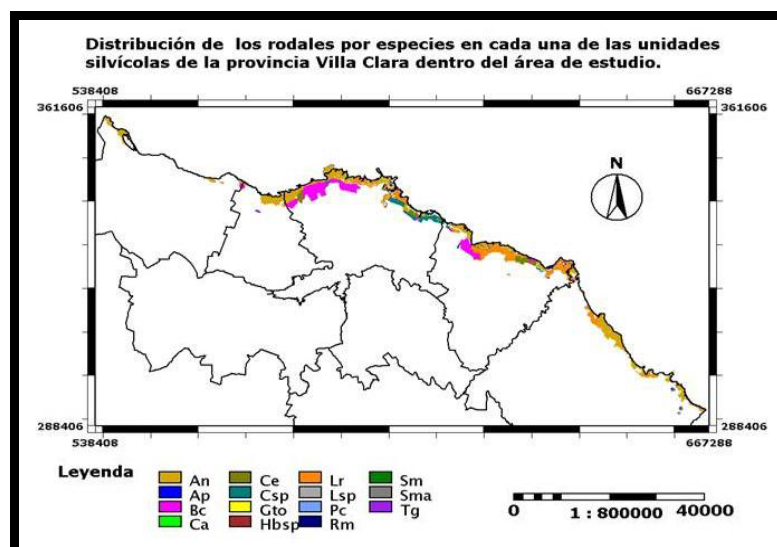 Distribución de los rodales por especies en cada una de las unidades
silvícolas de la provincia Villa Clara dentro del área de estudio.
538408 667288
361606 361606
N
288406 288406
538408 667288
Leyenda
An Ce Lr Sm
Ap Csp Lsp Sma
Bc Gto Pc Tg
Ca Hbsp Rm
0 1 : 800000 40000